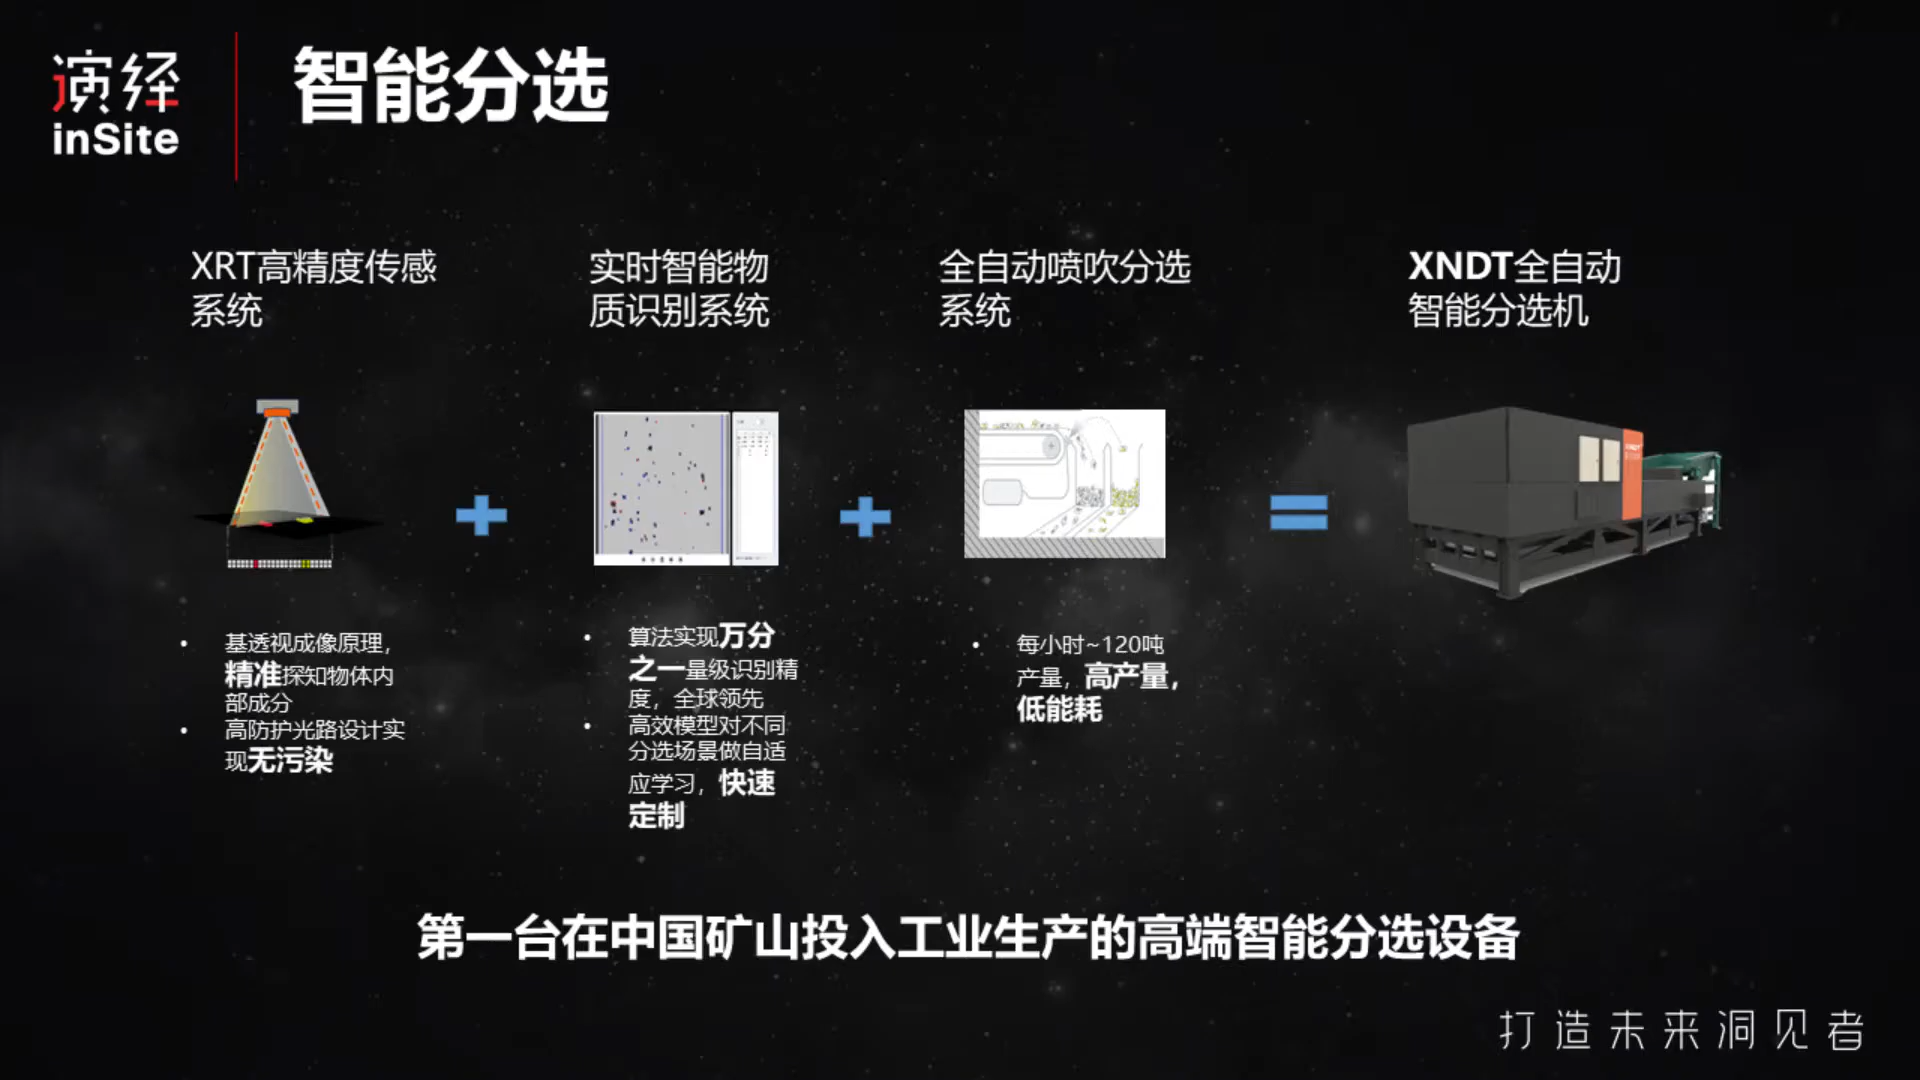 演绎
inSite
智能分选
XRT高精度传感
系统
实时智能物
质识别系统
全自动喷吹分选
系统
XNDT全自动
智能分选机
• 基透视成像原理,
精准探知物体内
部成分
• 高防护光路设计实
现无污染
• 算法实现万分
之一量级识别精
度，全球领先
• 高效模型对不同
分选场景做自适
应学习，快速
定制
• 每小时~120吨
产量，高产量，
低能耗
第一台在中国矿山投入工业生产的高端智能分选设备
打造未来洞见者